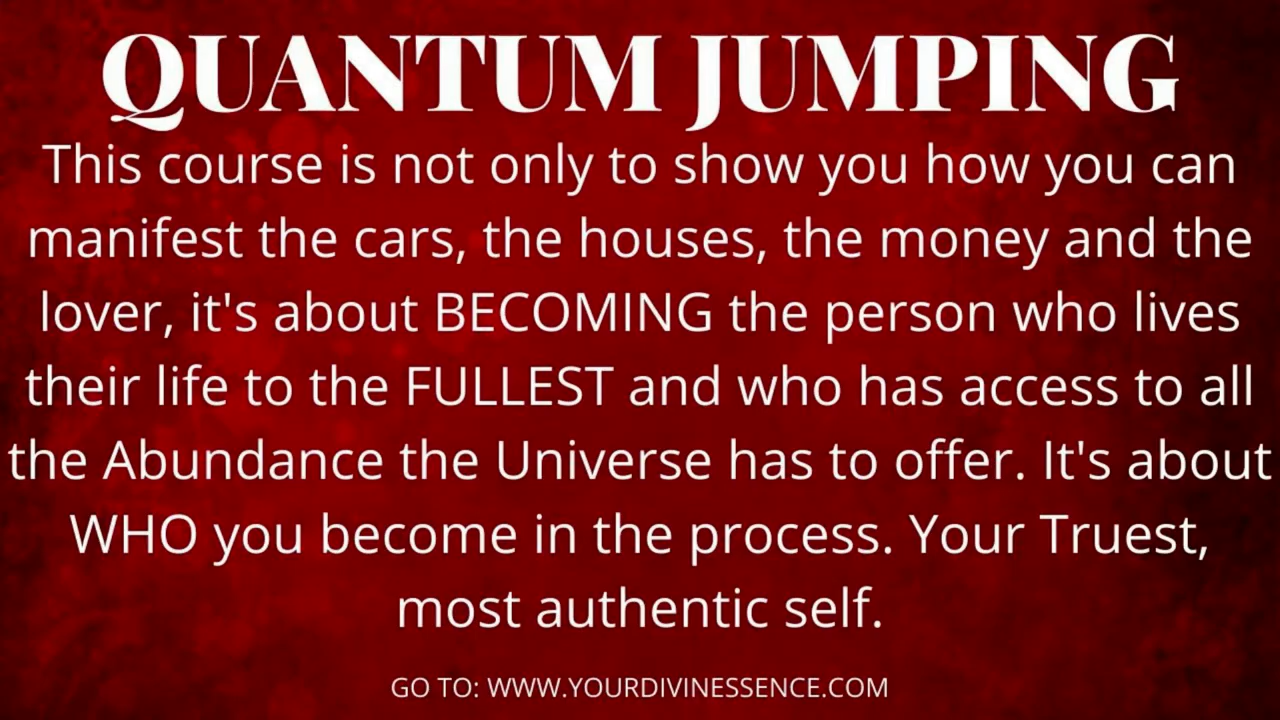 QUANTUM JUMPING
This course is not only to show you how you can
manifest the cars, the houses, the money and the
lover, it's about BECOMING the person who lives
their life to the FULLEST and who has access to all
the Abundance the Universe has to offer. It's about
WHO you become in the process. Your Truest,
most authentic self.
GO TO: WWW.YOURDIVINESSENCE.COM